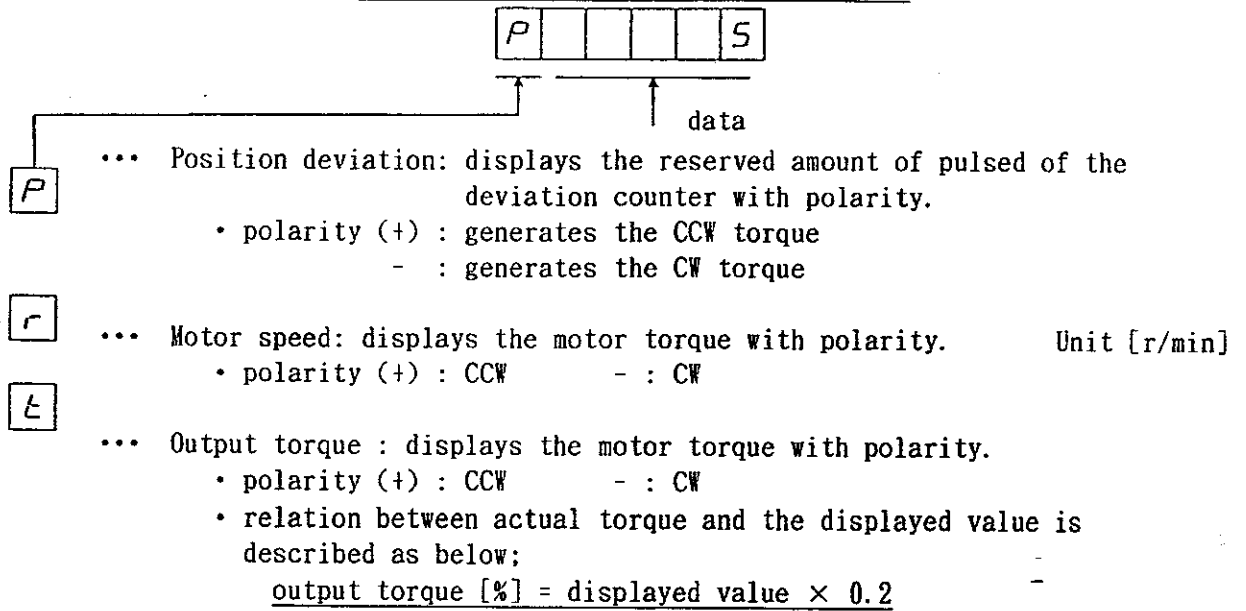 P 5
data
P
... Position deviation: displays the reserved amount of pulsed of the
deviation counter with polarity.
• polarity (+) : generates the CCW torque
- : generates the CW torque
r
... Motor speed: displays the motor torque with polarity. Unit [r/min]
• polarity (+) : CCW - : CW
t
... Output torque : displays the motor torque with polarity.
• polarity (+) : CCW - : CW
• relation between actual torque and the displayed value is
described as below;
output torque [%] = displayed value × 0.2